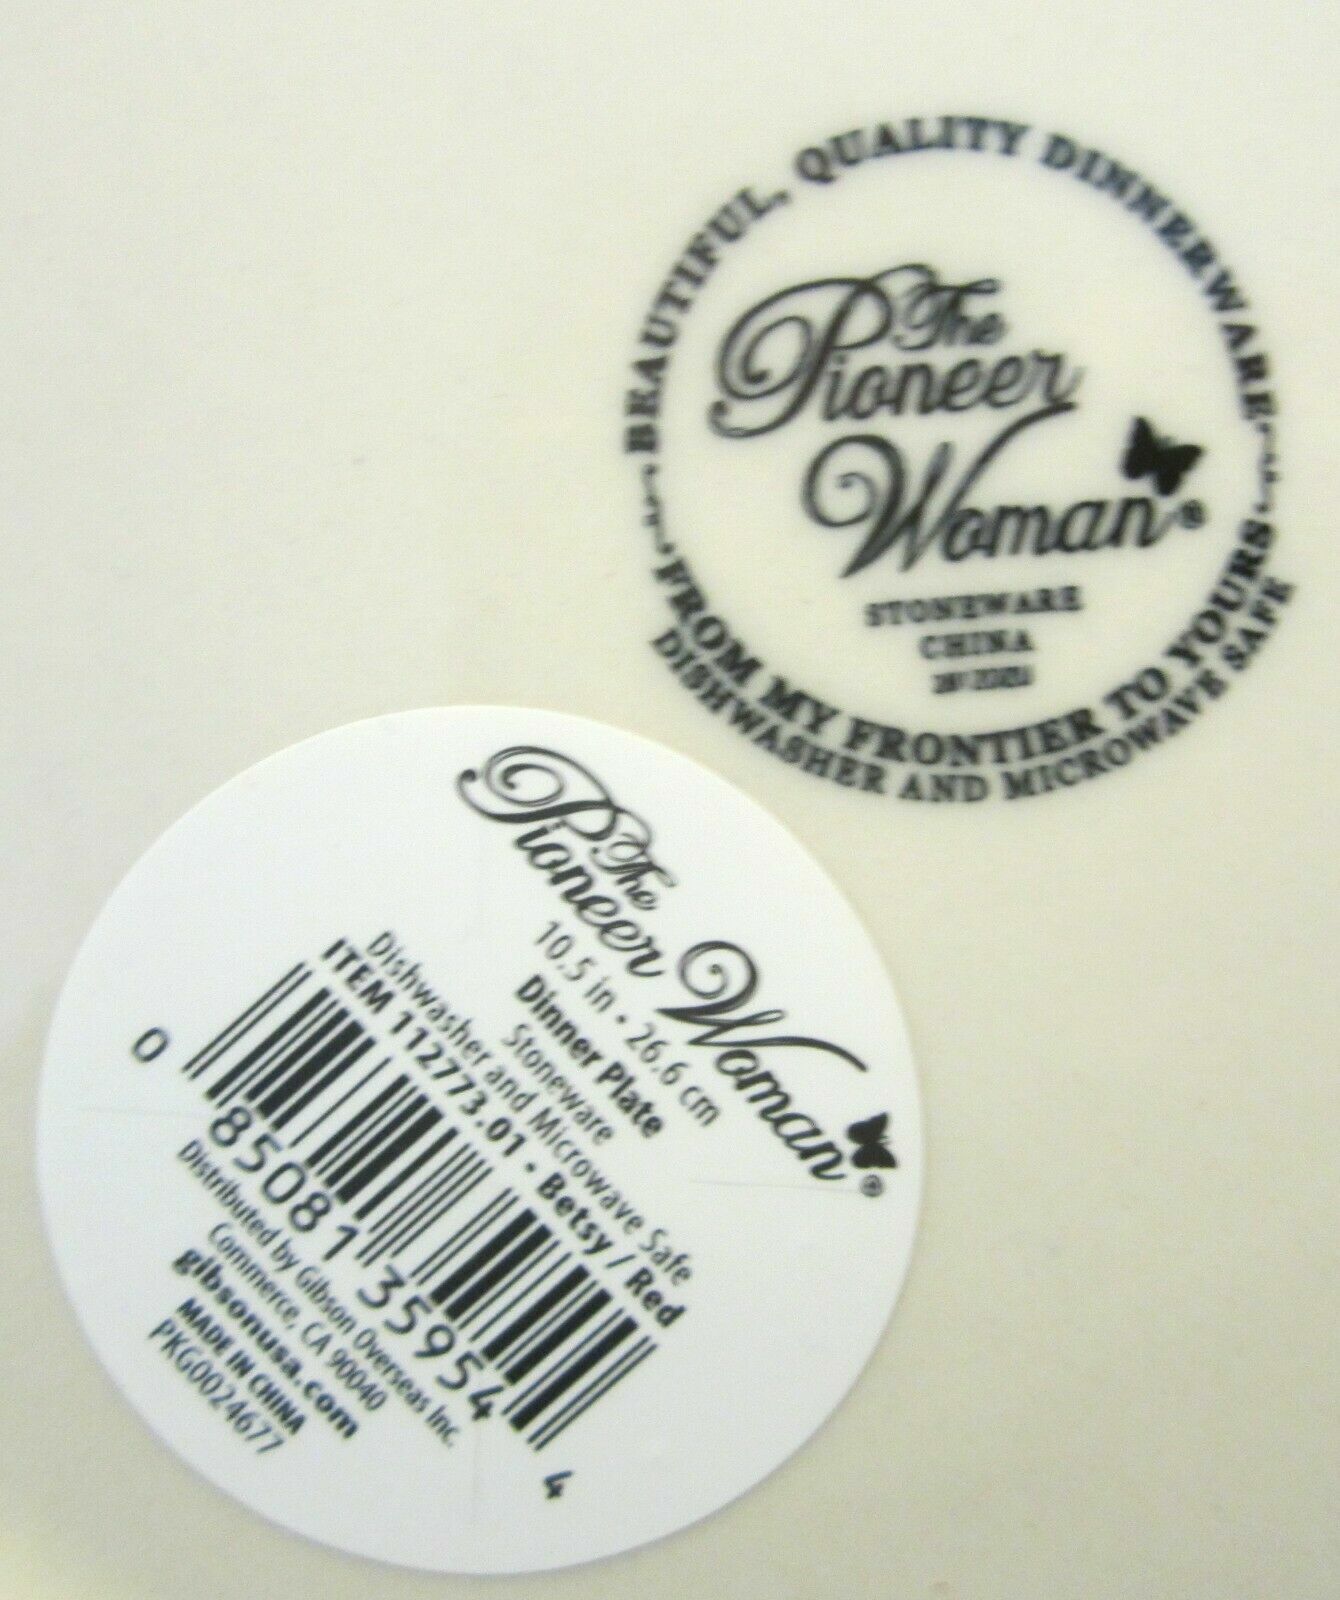 BEAUTIFUL, QUALITY DINNERWARE
The
Pioneer
Woman®
STONEWARE
CHINA
FROM MY FRONTIER TO YOURS
DISHWASHER AND MICROWAVE SAFE
The
Pioneer Woman®
10.5 in • 26.6 cm
Dinner Plate
Stoneware
Dishwasher and Microwave Safe
ITEM 112773.01 • Betsy / Red
0 85081 35954 4
Distributed by Gibson Overseas Inc.
Commerce, CA 90040
gibsonusa.com
MADE IN CHINA
PKG0024677